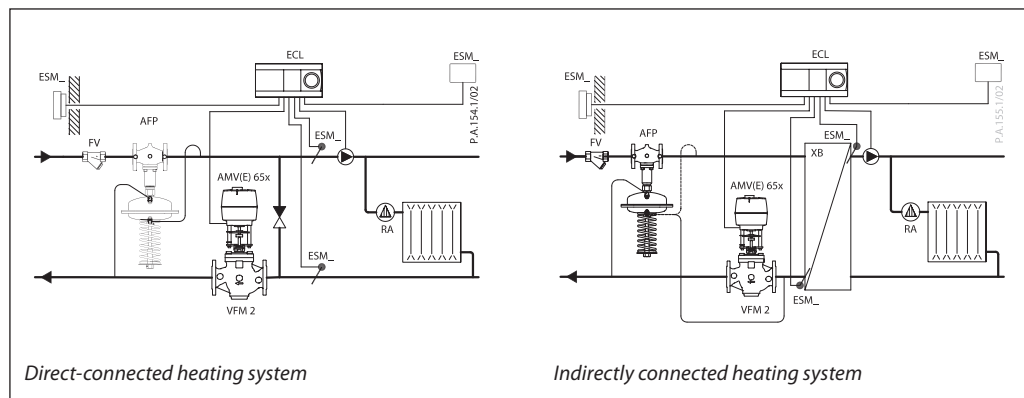 ECL
ESM_
ESM_
P.A.154.1/02
AFP
FV
ESM_
AMV(E) 65x
RA
ESM_
VFM 2
Direct-connected heating system
ECL
ESM_
ESM_
P.A.155.1/02
FV
AFP
ESM_
XB
AMV(E) 65x
RA
ESM_
VFM 2
Indirectly connected heating system